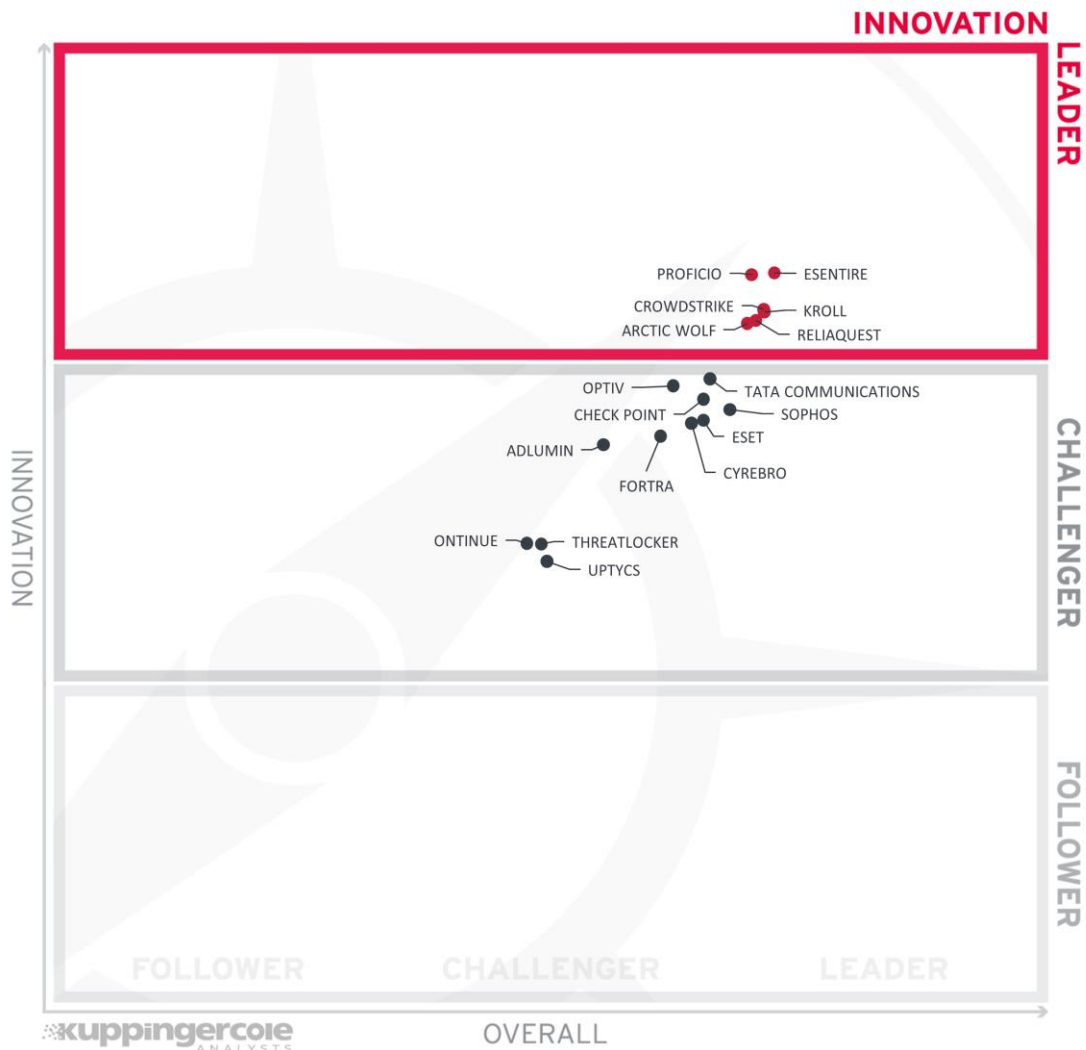 INNOVATION
LEADER
PROFICIO
ESENTIRE
CROWDSTRIKE
KROLL
ARCTIC WOLF
RELIAQUEST
OPTIV
TATA COMMUNICATIONS
CHECK POINT
SOPHOS
ESET
ADLUMIN
CYREBRO
FORTRA
CHALLENGER
INNOVATION
ONTINUE
THREATLOCKER
UPTYCS
FOLLOWER
FOLLOWER CHALLENGER LEADER
kuppingercole
ANALYSTS
OVERALL